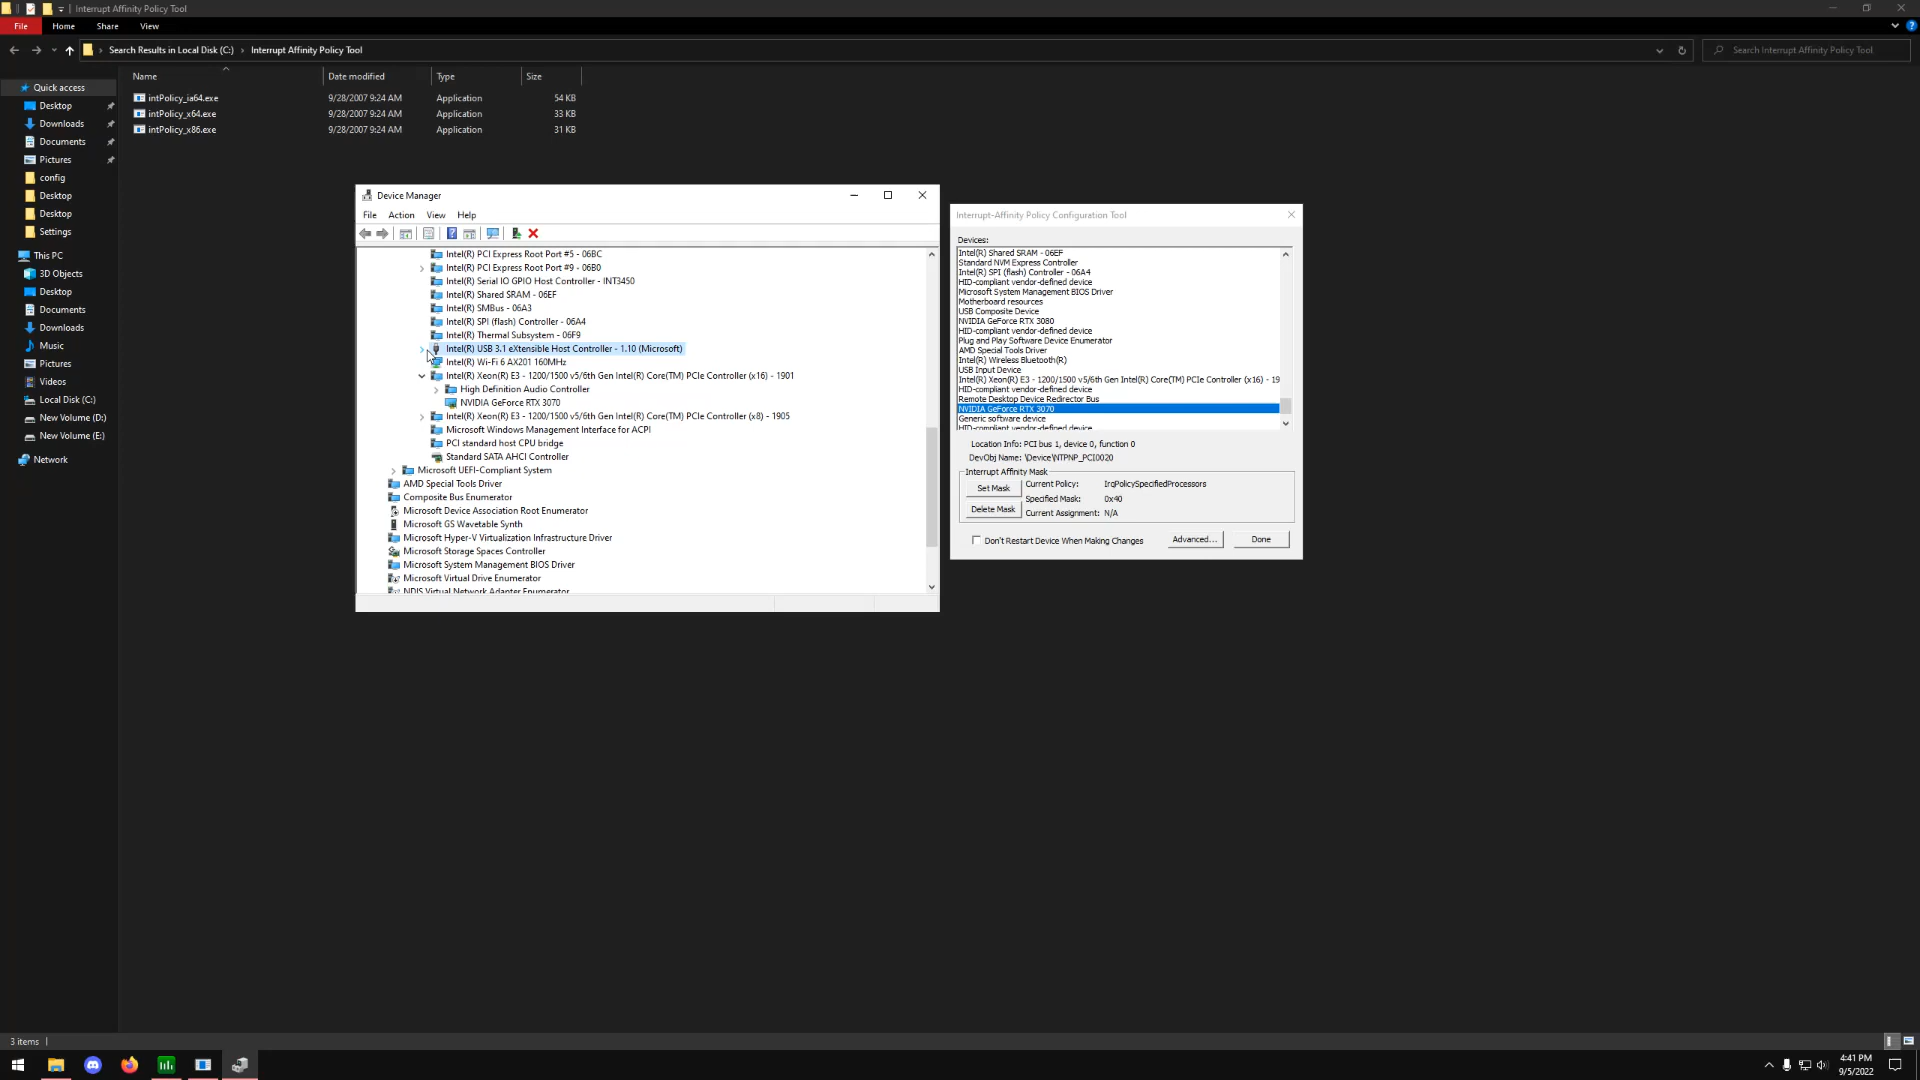 Interrupt Affinity Policy Tool
File Home Share View
Search Results in Local Disk (C:) › Interrupt Affinity Policy Tool
Search Interrupt Affinity Policy Tool
Name Date modified Type Size
intPolicy_ia64.exe 9/28/2007 9:24 AM Application 54 KB
intPolicy_x64.exe 9/28/2007 9:24 AM Application 33 KB
intPolicy_x86.exe 9/28/2007 9:24 AM Application 31 KB
Quick access
Desktop
Downloads
Documents
Pictures
config
Desktop
Desktop
Settings
This PC
3D Objects
Desktop
Documents
Downloads
Music
Pictures
Videos
Local Disk (C:)
New Volume (D:)
New Volume (E:)
Network
Device Manager
File Action View Help
Intel(R) PCI Express Root Port #5 - 06BC
Intel(R) PCI Express Root Port #9 - 06B0
Intel(R) Serial IO GPIO Host Controller - INT3450
Intel(R) Shared SRAM - 06EF
Intel(R) SMBus - 06A3
Intel(R) SPI (flash) Controller - 06A4
Intel(R) Thermal Subsystem - 06F9
Intel(R) USB 3.1 eXtensible Host Controller - 1.10 (Microsoft)
Intel(R) Wi-Fi 6 AX201 160MHz
Intel(R) Xeon(R) E3 - 1200/1500 v5/6th Gen Intel(R) Core(TM) PCIe Controller (x16) - 1901
High Definition Audio Controller
NVIDIA GeForce RTX 3070
Intel(R) Xeon(R) E3 - 1200/1500 v5/6th Gen Intel(R) Core(TM) PCIe Controller (x8) - 1905
Microsoft Windows Management Interface for ACPI
PCI standard host CPU bridge
Standard SATA AHCI Controller
Microsoft UEFI-Compliant System
AMD Special Tools Driver
Composite Bus Enumerator
Microsoft Device Association Root Enumerator
Microsoft GS Wavetable Synth
Microsoft Hyper-V Virtualization Infrastructure Driver
Microsoft Storage Spaces Controller
Microsoft System Management BIOS Driver
Microsoft Virtual Drive Enumerator
NDIS Virtual Network Adapter Enumerator
Interrupt-Affinity Policy Configuration Tool
Devices:
Intel(R) Shared SRAM - 06EF
Standard NVM Express Controller
Intel(R) SPI (flash) Controller - 06A4
HID-compliant vendor-defined device
Microsoft System Management BIOS Driver
Motherboard resources
USB Composite Device
NVIDIA GeForce RTX 3080
HID-compliant vendor-defined device
Plug and Play Software Device Enumerator
AMD Special Tools Driver
Intel(R) Wireless Bluetooth(R)
USB Input Device
Intel(R) Xeon(R) E3 - 1200/1500 v5/6th Gen Intel(R) Core(TM) PCIe Controller (x16) - 19
HID-compliant vendor-defined device
Remote Desktop Device Redirector Bus
NVIDIA GeForce RTX 3070
Generic software device
HID-compliant vendor-defined device
Location Info: PCI bus 1, device 0, function 0
DevObj Name: \Device\NTPNP_PCI0020
Interrupt Affinity Mask
Set Mask Current Policy: IrqPolicySpecifiedProcessors
Specified Mask: 0x40
Delete Mask Current Assignment: N/A
Don't Restart Device When Making Changes Advanced... Done
3 items
4:41 PM
9/5/2022